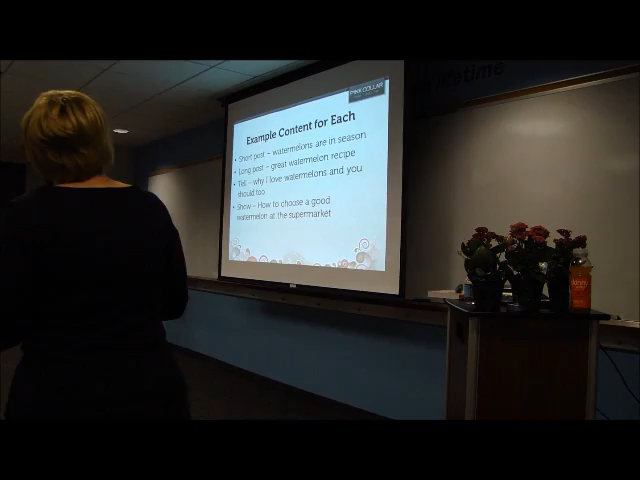 lifetime
PINK COLLAR
Example Content for Each
• Short post – watermelons are in season
• Long post – great watermelon recipe
• Tell – why I love watermelons and you
should too
• Show – How to choose a good
watermelon at the supermarket